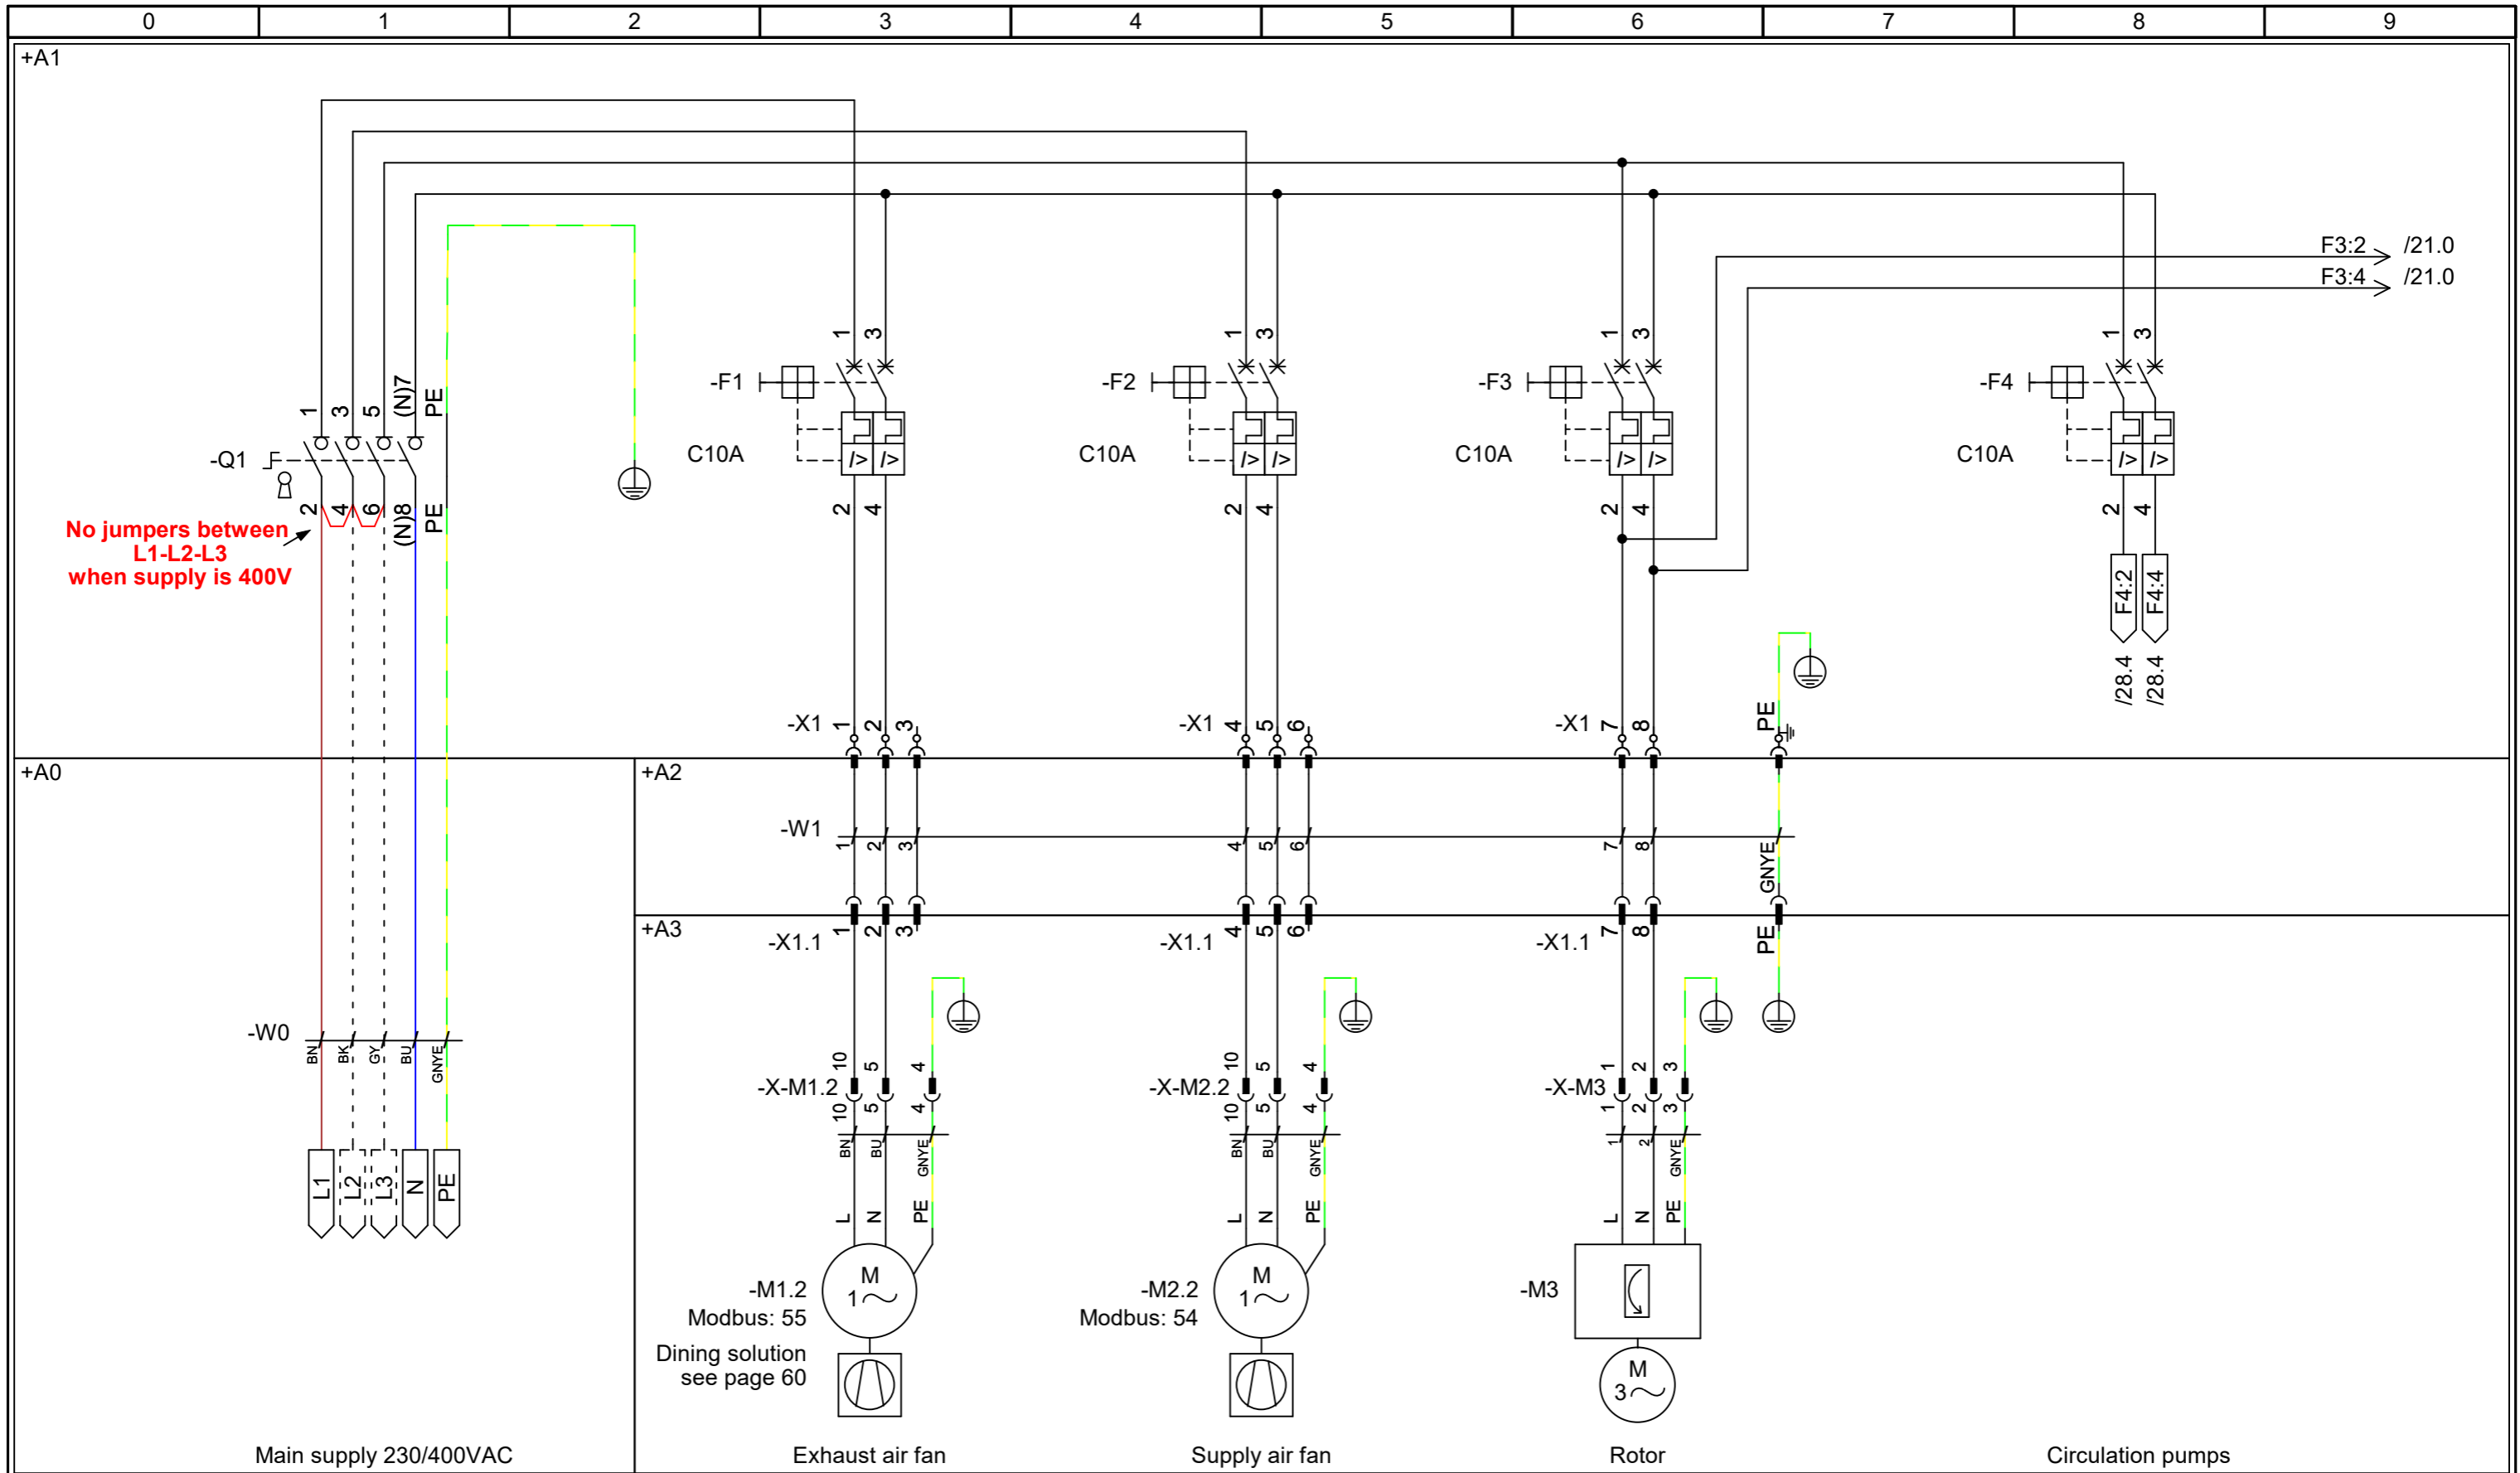 0 1 2 3 4 5 6 7 8 9
+A1
F3:2 /21.0
F3:4 /21.0
1 3 1 3 1 3 1 3
-F1 -F2 -F3 -F4
1 3 5 (N)7 PE
C10A C10A C10A C10A
I> I> I> I> I> I> I> I>
-Q1
2 4 6 (N)8 PE
2 4 2 4 2 4 2 4
No jumpers between
L1-L2-L3
when supply is 400V
F4:2 F4:4
/28.4 /28.4
-X1 1 2 3 -X1 4 5 6 -X1 7 8 PE
+A0 +A2
-W1 1 2 3 4 5 6 7 8 GNYE
+A3
-X1.1 1 2 3 -X1.1 4 5 6 -X1.1 7 8 PE
-W0 BN BK GY BU GNYE
10 5 4 10 5 4 1 2 3
-X-M1.2 -X-M2.2 -X-M3
10 5 4 10 5 4 1 2 3
BN BU GNYE BN BU GNYE 1 2 GNYE
L1 L2 L3 N PE
L N PE L N PE L N PE
-M1.2 M 1 -M2.2 M 1 -M3
Modbus: 55 Modbus: 54
Dining solution
see page 60
M
3
Main supply 230/400VAC Exhaust air fan Supply air fan Rotor Circulation pumps